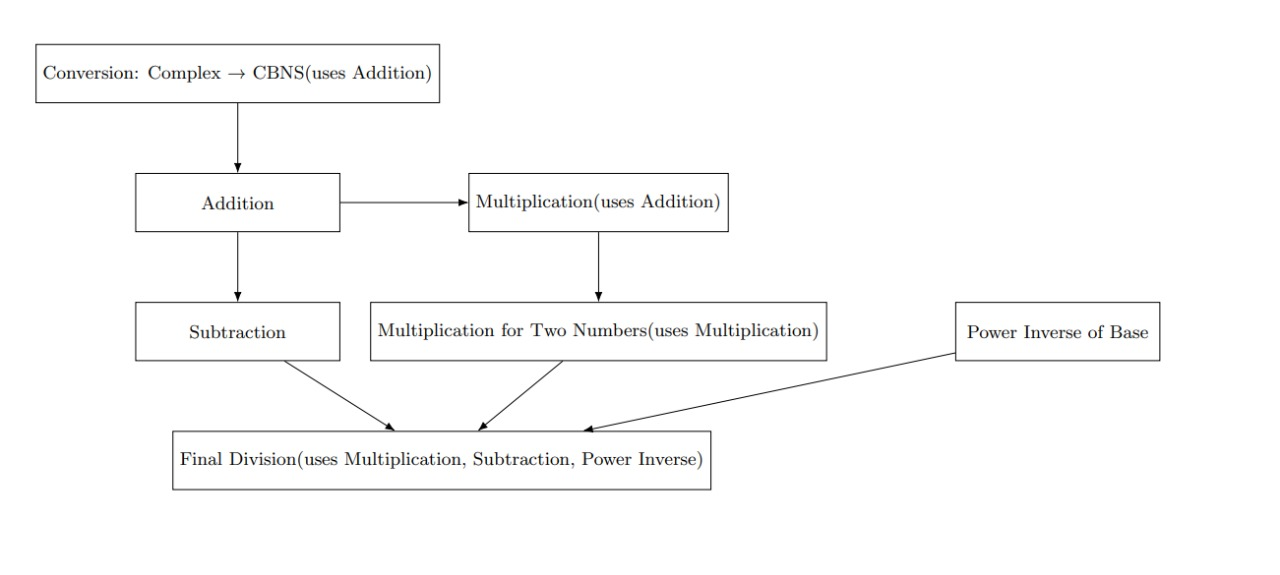 Conversion: Complex → CBNS(uses Addition)
Addition
Multiplication(uses Addition)
Subtraction
Multiplication for Two Numbers(uses Multiplication)
Power Inverse of Base
Final Division(uses Multiplication, Subtraction, Power Inverse)